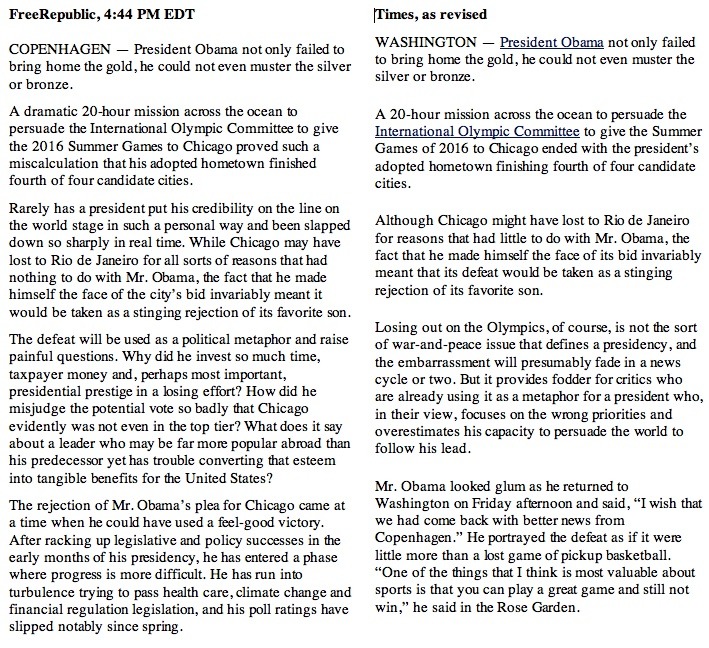 FreeRepublic, 4:44 PM EDT
COPENHAGEN — President Obama not only failed to
bring home the gold, he could not even muster the silver
or bronze.
A dramatic 20-hour mission across the ocean to
persuade the International Olympic Committee to give
the 2016 Summer Games to Chicago proved such a
miscalculation that his adopted hometown finished
fourth of four candidate cities.
Rarely has a president put his credibility on the line on
the world stage in such a personal way and been slapped
down so sharply in real time. While Chicago may have
lost to Rio de Janeiro for all sorts of reasons that had
nothing to do with Mr. Obama, the fact that he made
himself the face of the city’s bid invariably meant it
would be taken as a stinging rejection of its favorite son.
The defeat will be used as a political metaphor and raise
painful questions. Why did he invest so much time,
taxpayer money and, perhaps most important,
presidential prestige in a losing effort? How did he
misjudge the potential vote so badly that Chicago
evidently was not even in the top tier? What does it say
about a leader who may be far more popular abroad than
his predecessor yet has trouble converting that esteem
into tangible benefits for the United States?
The rejection of Mr. Obama’s plea for Chicago came at
a time when he could have used a feel-good victory.
After racking up legislative and policy successes in the
early months of his presidency, he has entered a phase
where progress is more difficult. He has run into
turbulence trying to pass health care, climate change and
financial regulation legislation, and his poll ratings have
slipped notably since spring.
Times, as revised
WASHINGTON — President Obama not only failed
to bring home the gold, he could not even muster the
silver or bronze.
A 20-hour mission across the ocean to persuade the
International Olympic Committee to give the Summer
Games of 2016 to Chicago ended with the president’s
adopted hometown finishing fourth of four candidate
cities.
Although Chicago might have lost to Rio de Janeiro
for reasons that had little to do with Mr. Obama, the
fact that he made himself the face of its bid invariably
meant that its defeat would be taken as a stinging
rejection of its favorite son.
Losing out on the Olympics, of course, is not the sort
of war-and-peace issue that defines a presidency, and
the embarrassment will presumably fade in a news
cycle or two. But it provides fodder for critics who
are already using it as a metaphor for a president who,
in their view, focuses on the wrong priorities and
overestimates his capacity to persuade the world to
follow his lead.
Mr. Obama looked glum as he returned to
Washington on Friday afternoon and said, “I wish that
we had come back with better news from
Copenhagen.” He portrayed the defeat as if it were
little more than a lost game of pickup basketball.
“One of the things that I think is most valuable about
sports is that you can play a great game and still not
win,” he said in the Rose Garden.